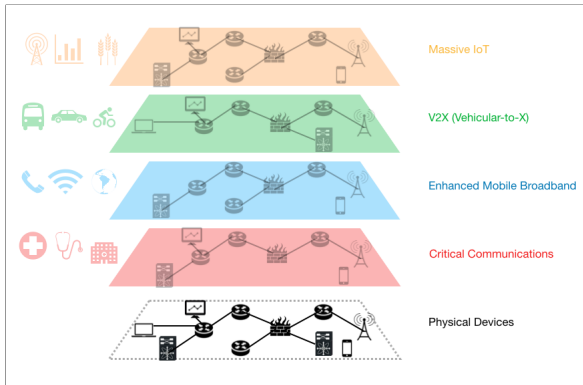 Massive IoT
V2X (Vehicular-to-X)
Enhanced Mobile Broadband
Critical Communications
Physical Devices